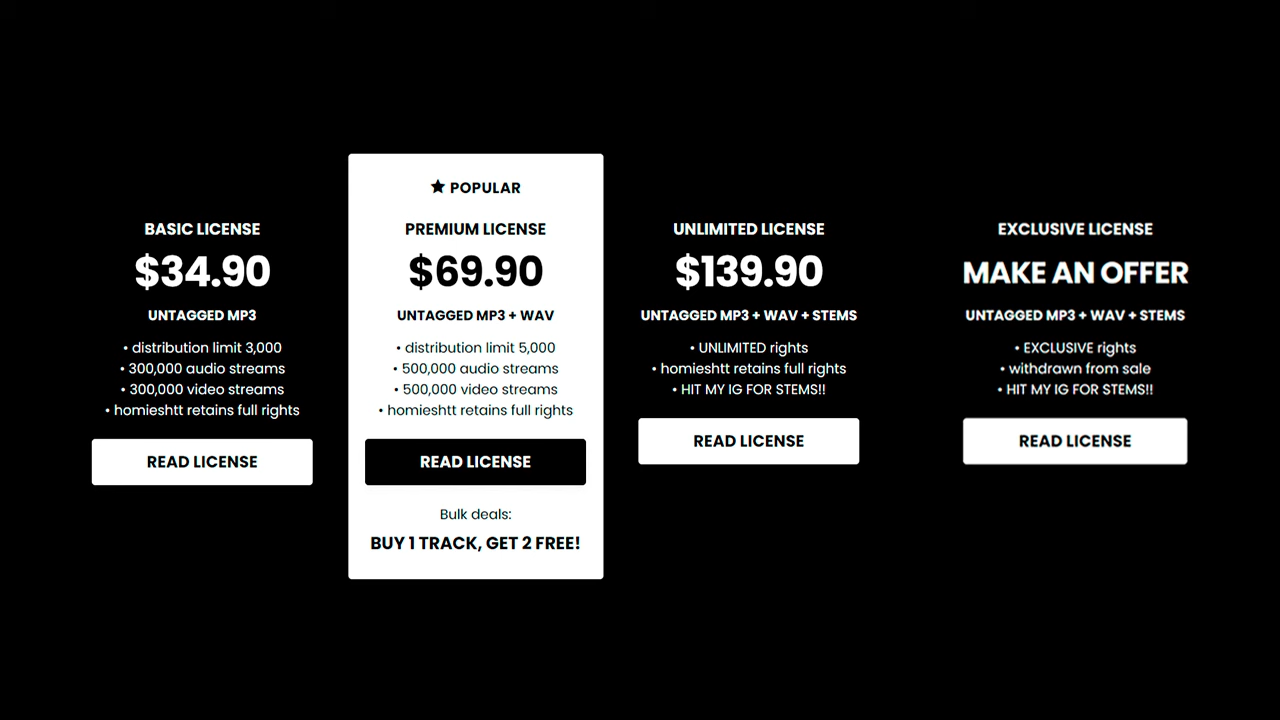 BASIC LICENSE
$34.90
UNTAGGED MP3
• distribution limit 3,000
• 300,000 audio streams
• 300,000 video streams
• homieshtt retains full rights
READ LICENSE
★ POPULAR
PREMIUM LICENSE
$69.90
UNTAGGED MP3 + WAV
• distribution limit 5,000
• 500,000 audio streams
• 500,000 video streams
• homieshtt retains full rights
READ LICENSE
Bulk deals:
BUY 1 TRACK, GET 2 FREE!
UNLIMITED LICENSE
$139.90
UNTAGGED MP3 + WAV + STEMS
• UNLIMITED rights
• homieshtt retains full rights
• HIT MY IG FOR STEMS!!
READ LICENSE
EXCLUSIVE LICENSE
MAKE AN OFFER
UNTAGGED MP3 + WAV + STEMS
• EXCLUSIVE rights
• withdrawn from sale
• HIT MY IG FOR STEMS!!
READ LICENSE